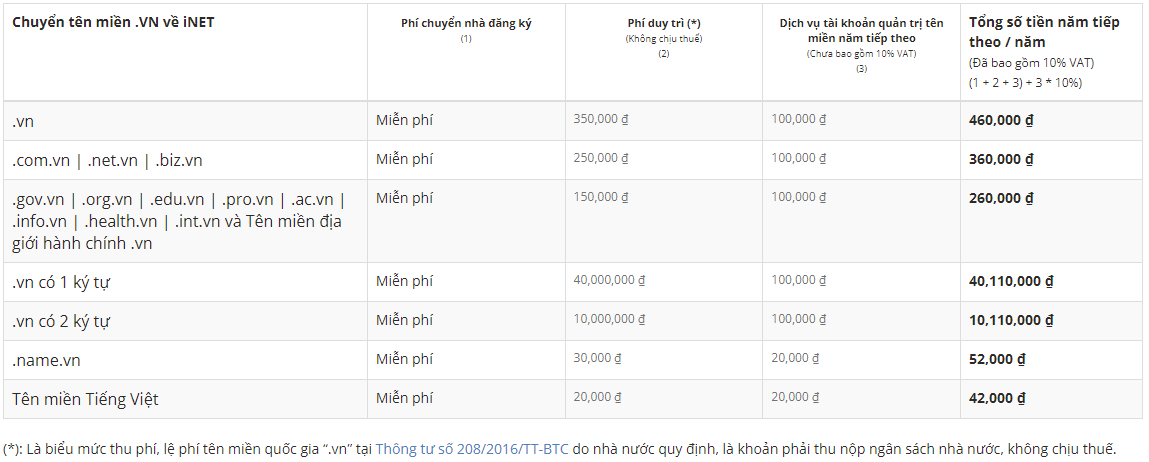 Chuyển tên miền .VN về iNET
Phí chuyển nhà đăng ký
(1)
Phí duy trì (*)
(Không chịu thuế)
(2)
Dịch vụ tài khoản quản trị tên
miền năm tiếp theo
(Chưa bao gồm 10% VAT)
(3)
Tổng số tiền năm tiếp
theo / năm
(Đã bao gồm 10% VAT)
(1 + 2 + 3) + 3 * 10%)
.vn Miễn phí 350,000 ₫ 100,000 ₫ 460,000 ₫
.com.vn | .net.vn | .biz.vn Miễn phí 250,000 ₫ 100,000 ₫ 360,000 ₫
.gov.vn | .org.vn | .edu.vn | .pro.vn | .ac.vn | Miễn phí 150,000 ₫ 100,000 ₫ 260,000 ₫
.info.vn | .health.vn | .int.vn và Tên miền địa
giới hành chính .vn
.vn có 1 ký tự Miễn phí 40,000,000 ₫ 100,000 ₫ 40,110,000 ₫
.vn có 2 ký tự Miễn phí 10,000,000 ₫ 100,000 ₫ 10,110,000 ₫
.name.vn Miễn phí 30,000 ₫ 20,000 ₫ 52,000 ₫
Tên miền Tiếng Việt Miễn phí 20,000 ₫ 20,000 ₫ 42,000 ₫
(*): Là biểu mức thu phí, lệ phí tên miền quốc gia “.vn” tại Thông tư số 208/2016/TT-BTC do nhà nước quy định, là khoản phải thu nộp ngân sách nhà nước, không chịu thuế.